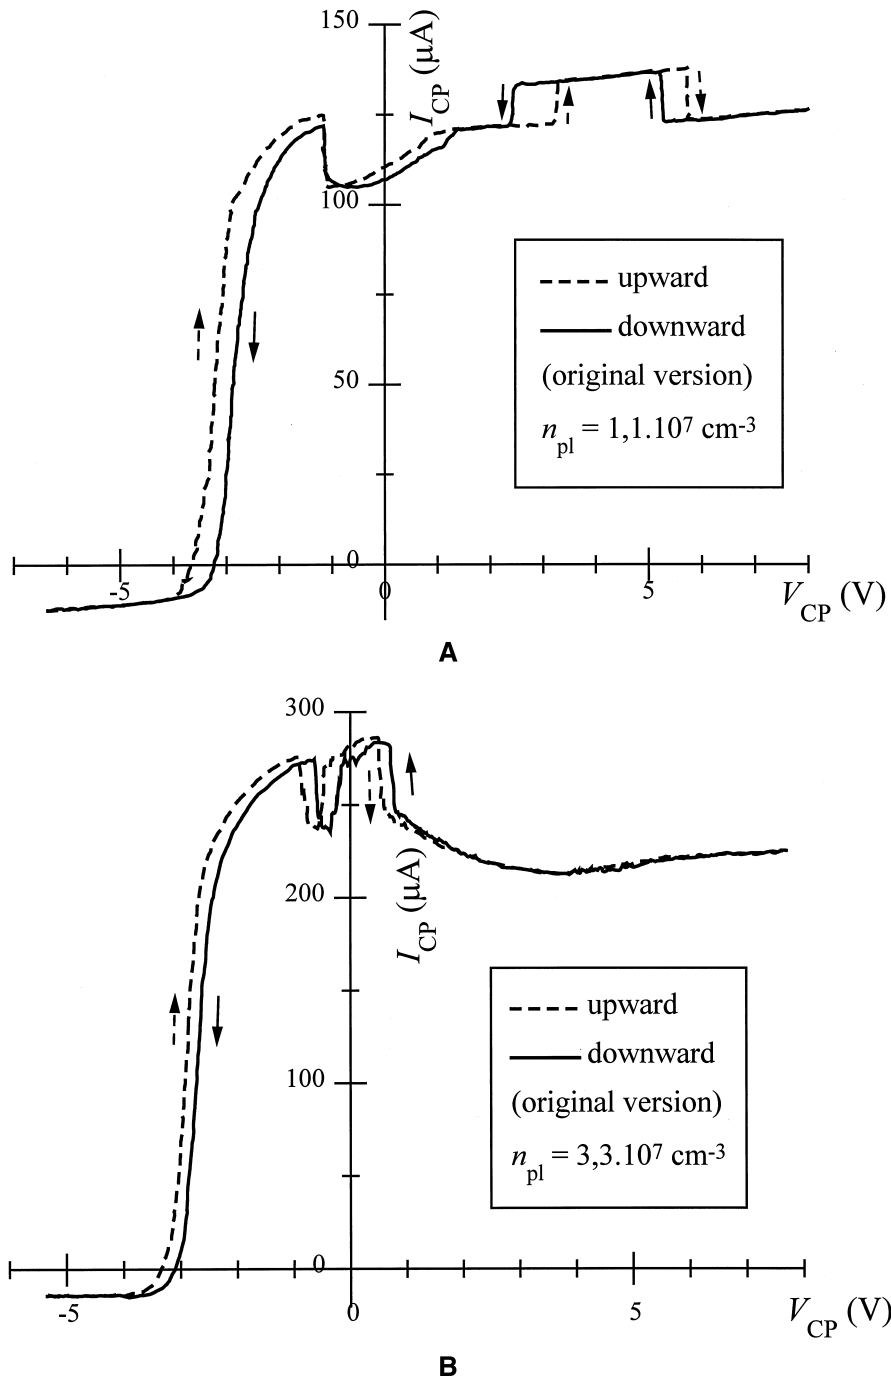 150
I_CP (µA)
100
upward
downward
50
(original version)
n_pl = 1,1.10⁷ cm⁻³
0
-5
0
5
V_CP (V)
A
300
200
I_CP (µA)
upward
100
downward
(original version)
n_pl = 3,3.10⁷ cm⁻³
0
-5
0
5
V_CP (V)
B